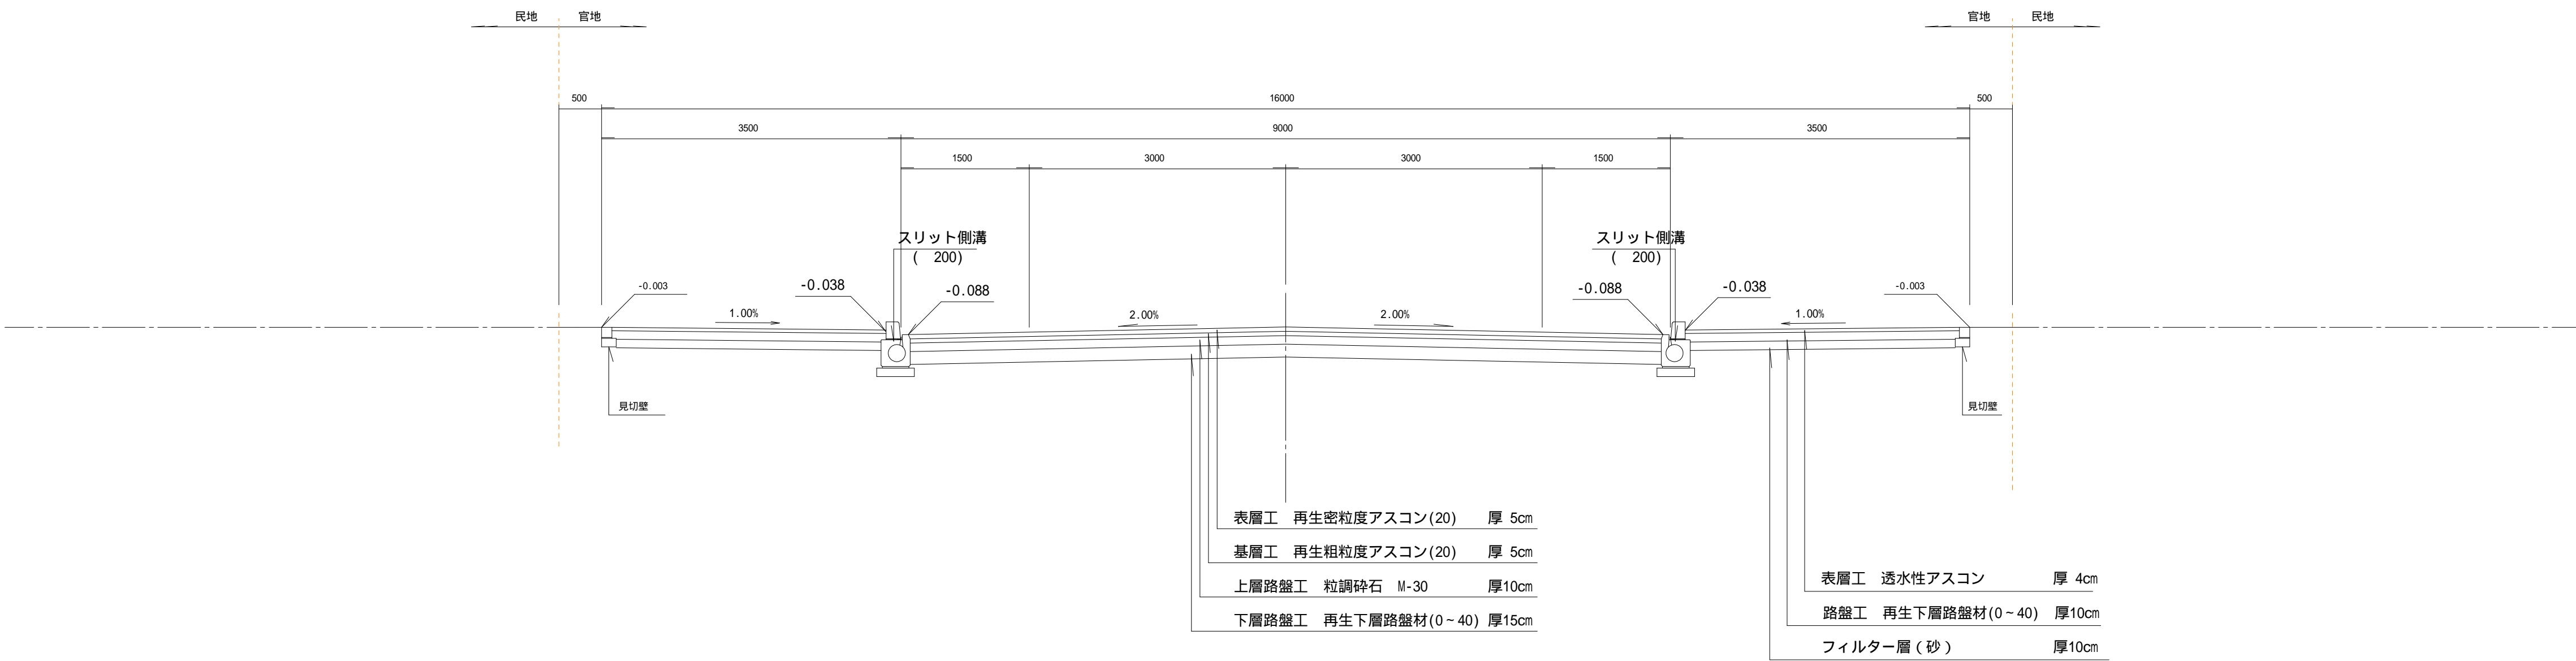 民地 官地
官地 民地
500 16000 500
3500 9000 3500
1500 3000 3000 1500
スリット側溝
( 200)
スリット側溝
( 200)
-0.003
-0.038
-0.088
-0.088
-0.038
-0.003
1.00%
2.00%
2.00%
1.00%
見切壁
見切壁
表層工 再生密粒度アスコン(20) 厚 5㎝
基層工 再生粗粒度アスコン(20) 厚 5㎝
上層路盤工 粒調砕石 M-30 厚10㎝
下層路盤工 再生下層路盤材(0~40) 厚15㎝
表層工 透水性アスコン 厚 4㎝
路盤工 再生下層路盤材(0~40) 厚10㎝
フィルター層(砂) 厚10㎝